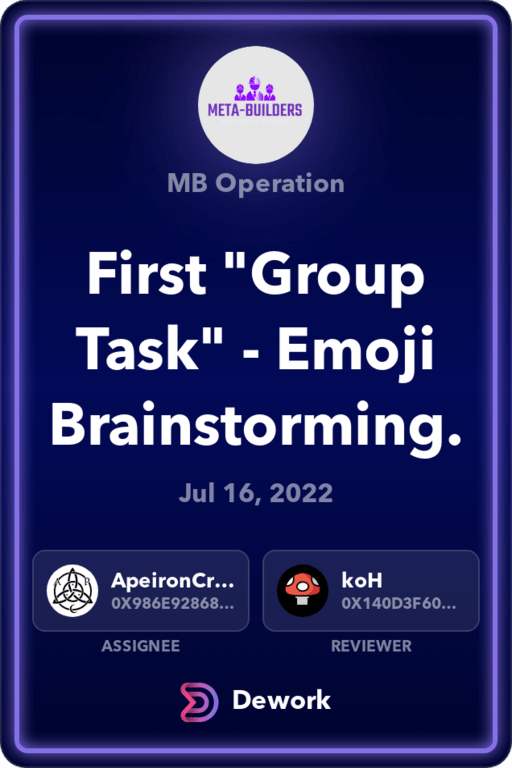 META-BUILDERS
MB Operation
First "Group
Task" - Emoji
Brainstorming.
Jul 16, 2022
ApeironCr...
0X986E92868...
koH
0X140D3F60...
ASSIGNEE
REVIEWER
Dework